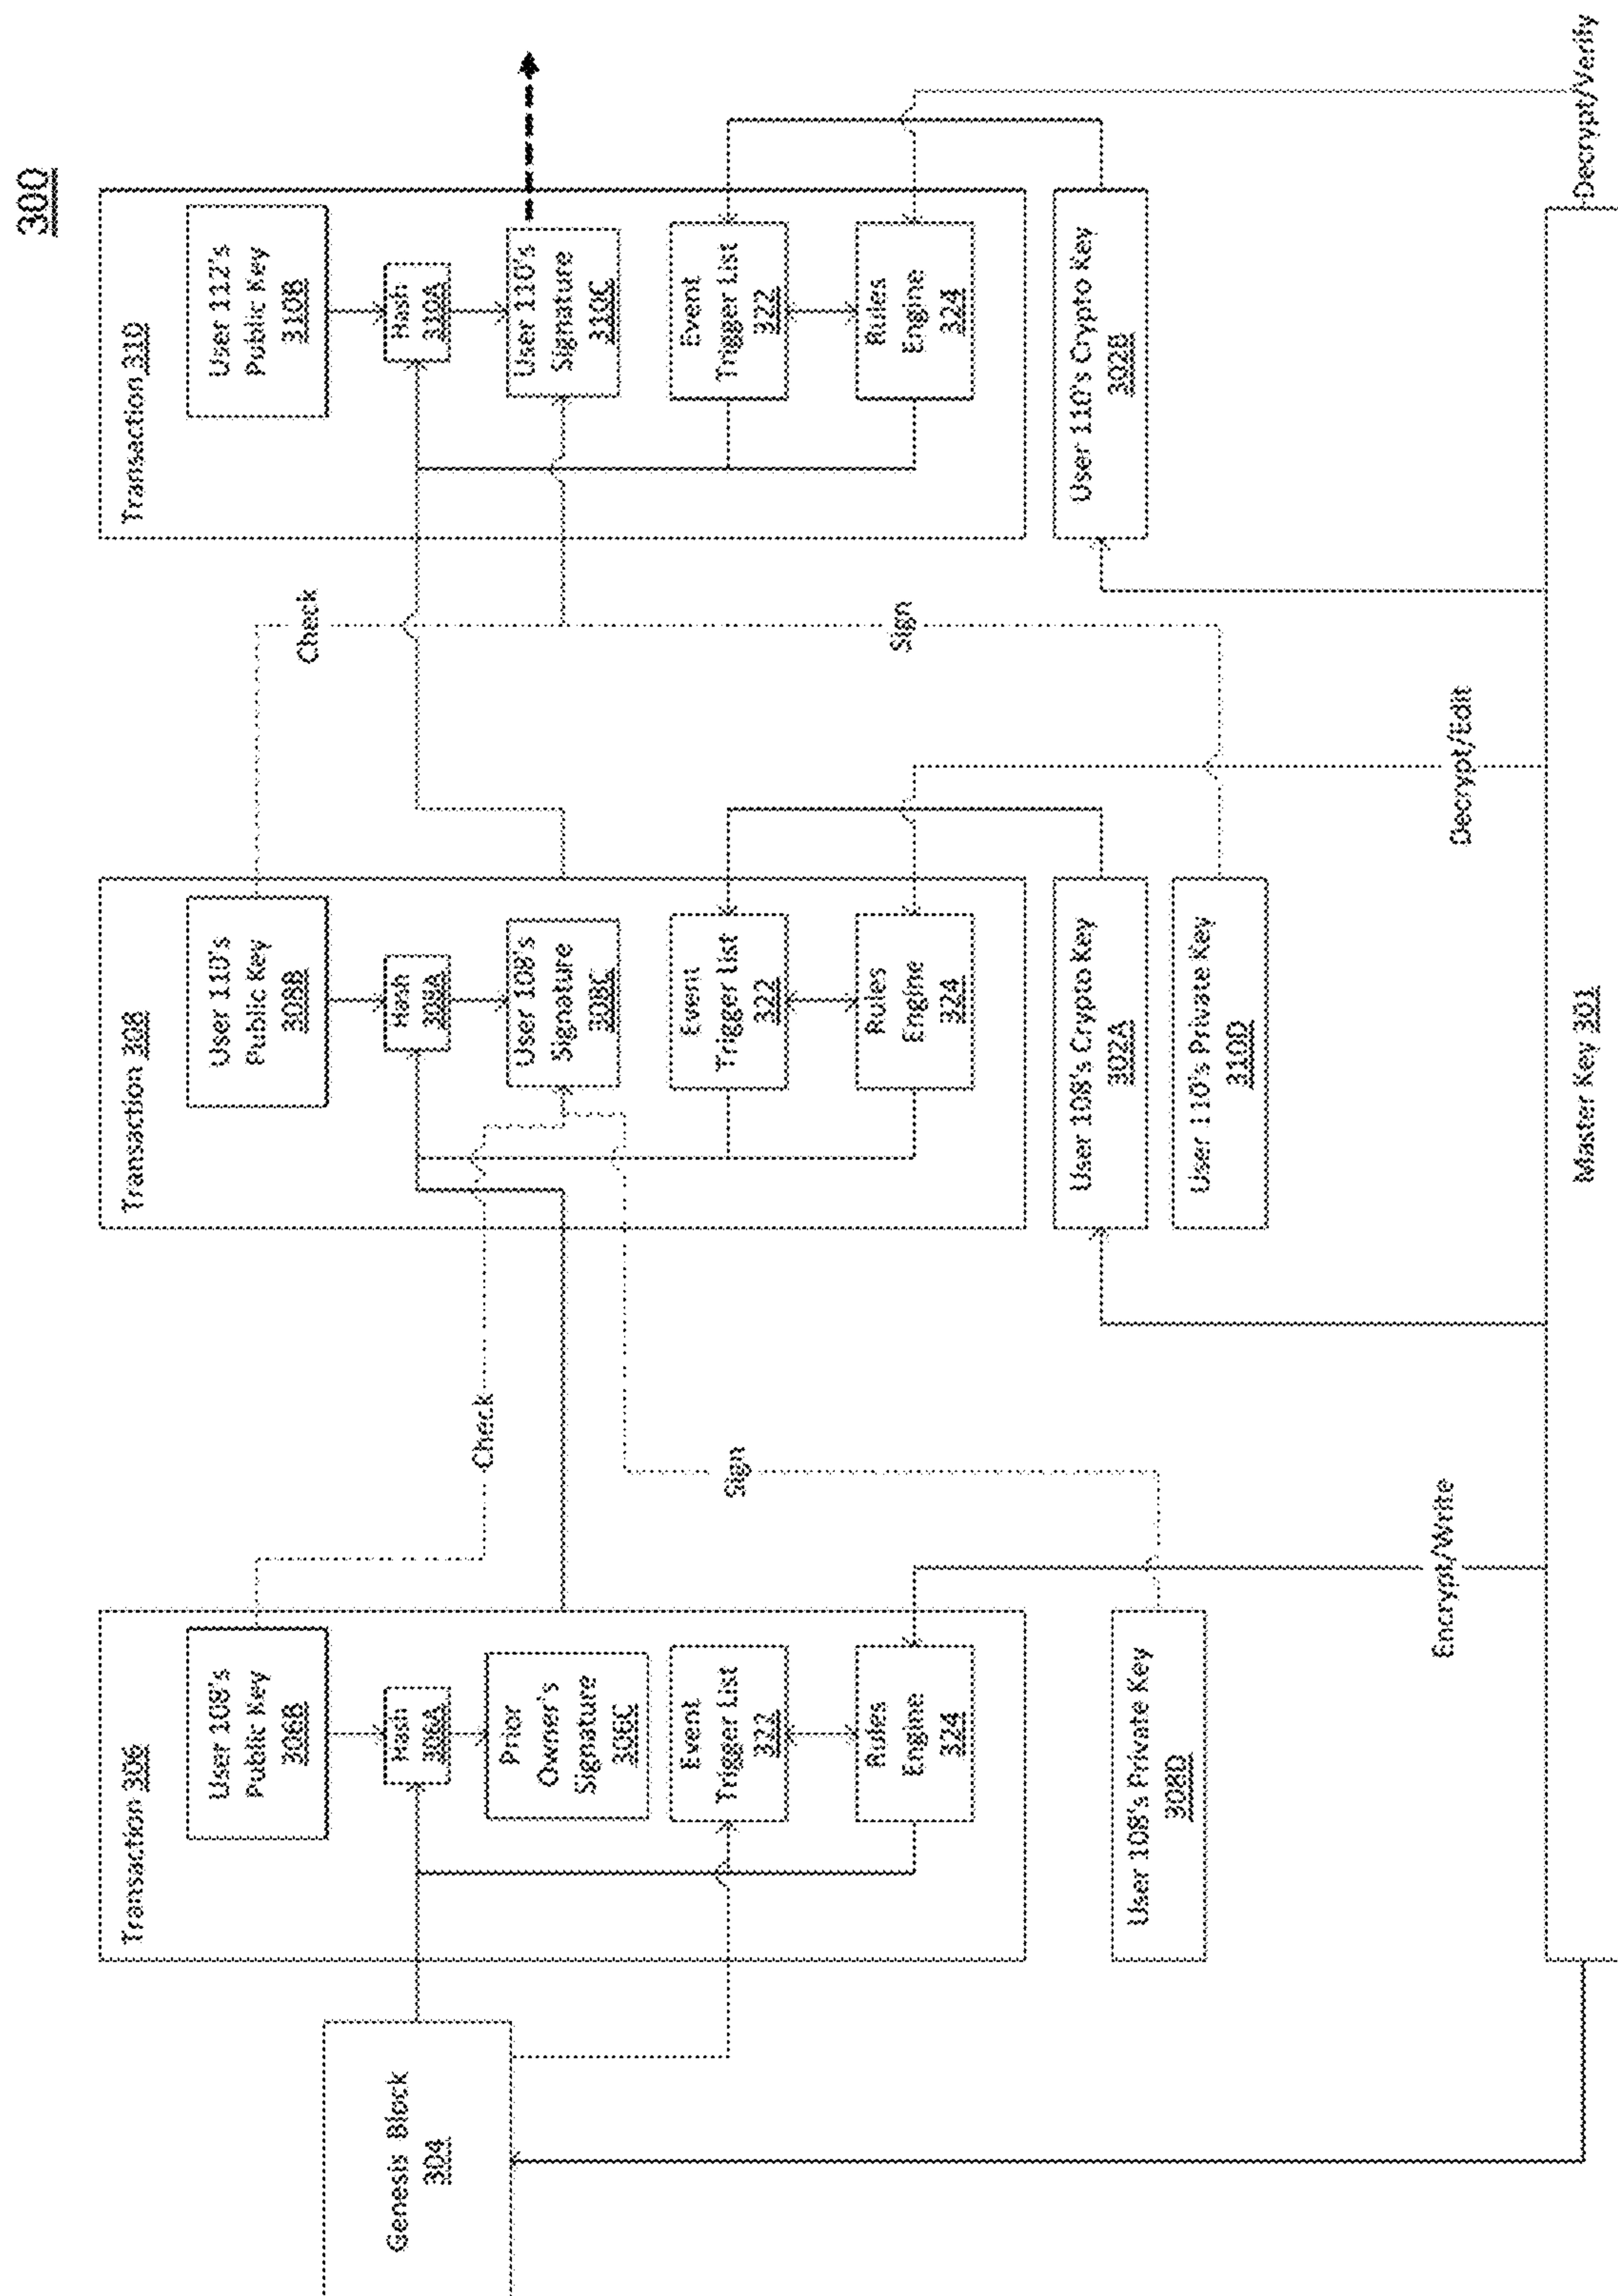 300
Genesis Block
304
Transaction 306
User 108's
Public Key
306B
Hash
306A
Prior
Owner's
Signature
306C
Event
Trigger List
322
Rules
Engine
324
User 108's Private Key
308D
Check
Sign
Encrypt/Write
Transaction 308
User 110's
Public Key
308B
Hash
308A
User 108's
Signature
308C
Event
Trigger List
322
Rules
Engine
324
User 108's Crypto Key
302A
User 110's Private Key
310D
Check
Sign
Decrypt/Edit
Transaction 310
User 112's
Public Key
310B
Hash
310A
User 110's
Signature
310C
Event
Trigger List
322
Rules
Engine
324
User 110's Crypto Key
302B
Decrypt/Verify
Master Key 301